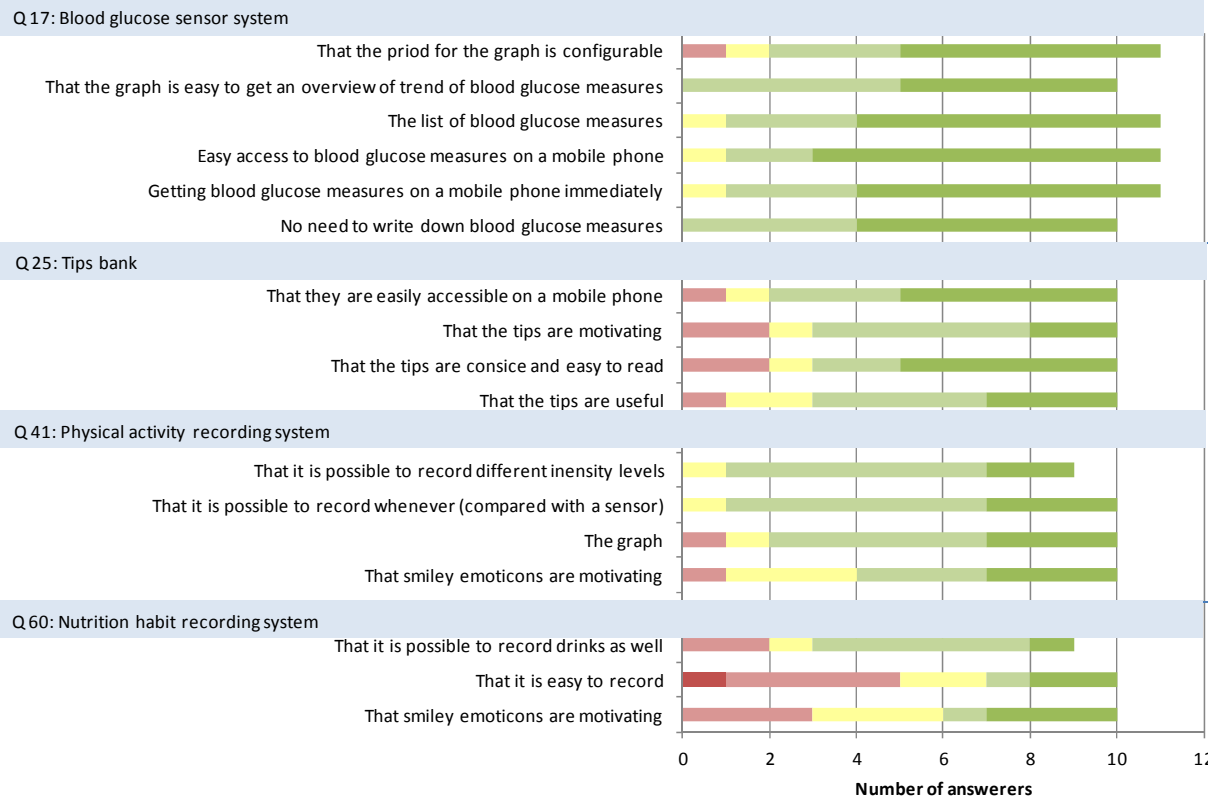 Q 17: Blood glucose sensor system
That the priod for the graph is configurable
That the graph is easy to get an overview of trend of blood glucose measures
The list of blood glucose measures
Easy access to blood glucose measures on a mobile phone
Getting blood glucose measures on a mobile phone immediately
No need to write down blood glucose measures
Q 25: Tips bank
That they are easily accessible on a mobile phone
That the tips are motivating
That the tips are consice and easy to read
That the tips are useful
Q 41: Physical activity recording system
That it is possible to record different inensity levels
That it is possible to record whenever (compared with a sensor)
The graph
That smiley emoticons are motivating
Q 60: Nutrition habit recording system
That it is possible to record drinks as well
That it is easy to record
That smiley emoticons are motivating
0 2 4 6 8 10 12
Number of answerers